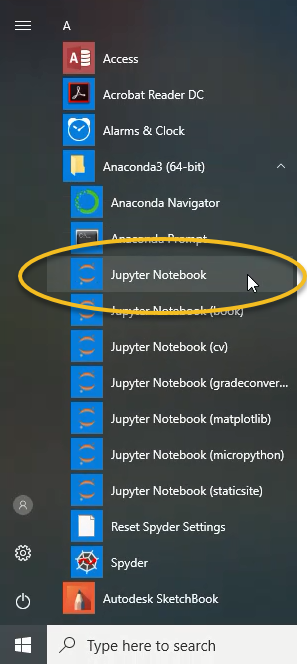 A
Access
Acrobat Reader DC
Alarms & Clock
Anaconda3 (64-bit)
Anaconda Navigator
Anaconda Prompt
Jupyter Notebook
Jupyter Notebook (book)
Jupyter Notebook (cv)
Jupyter Notebook (gradeconver...
Jupyter Notebook (matplotlib)
Jupyter Notebook (micropython)
Jupyter Notebook (staticsite)
Reset Spyder Settings
Spyder
Autodesk SketchBook
Type here to search